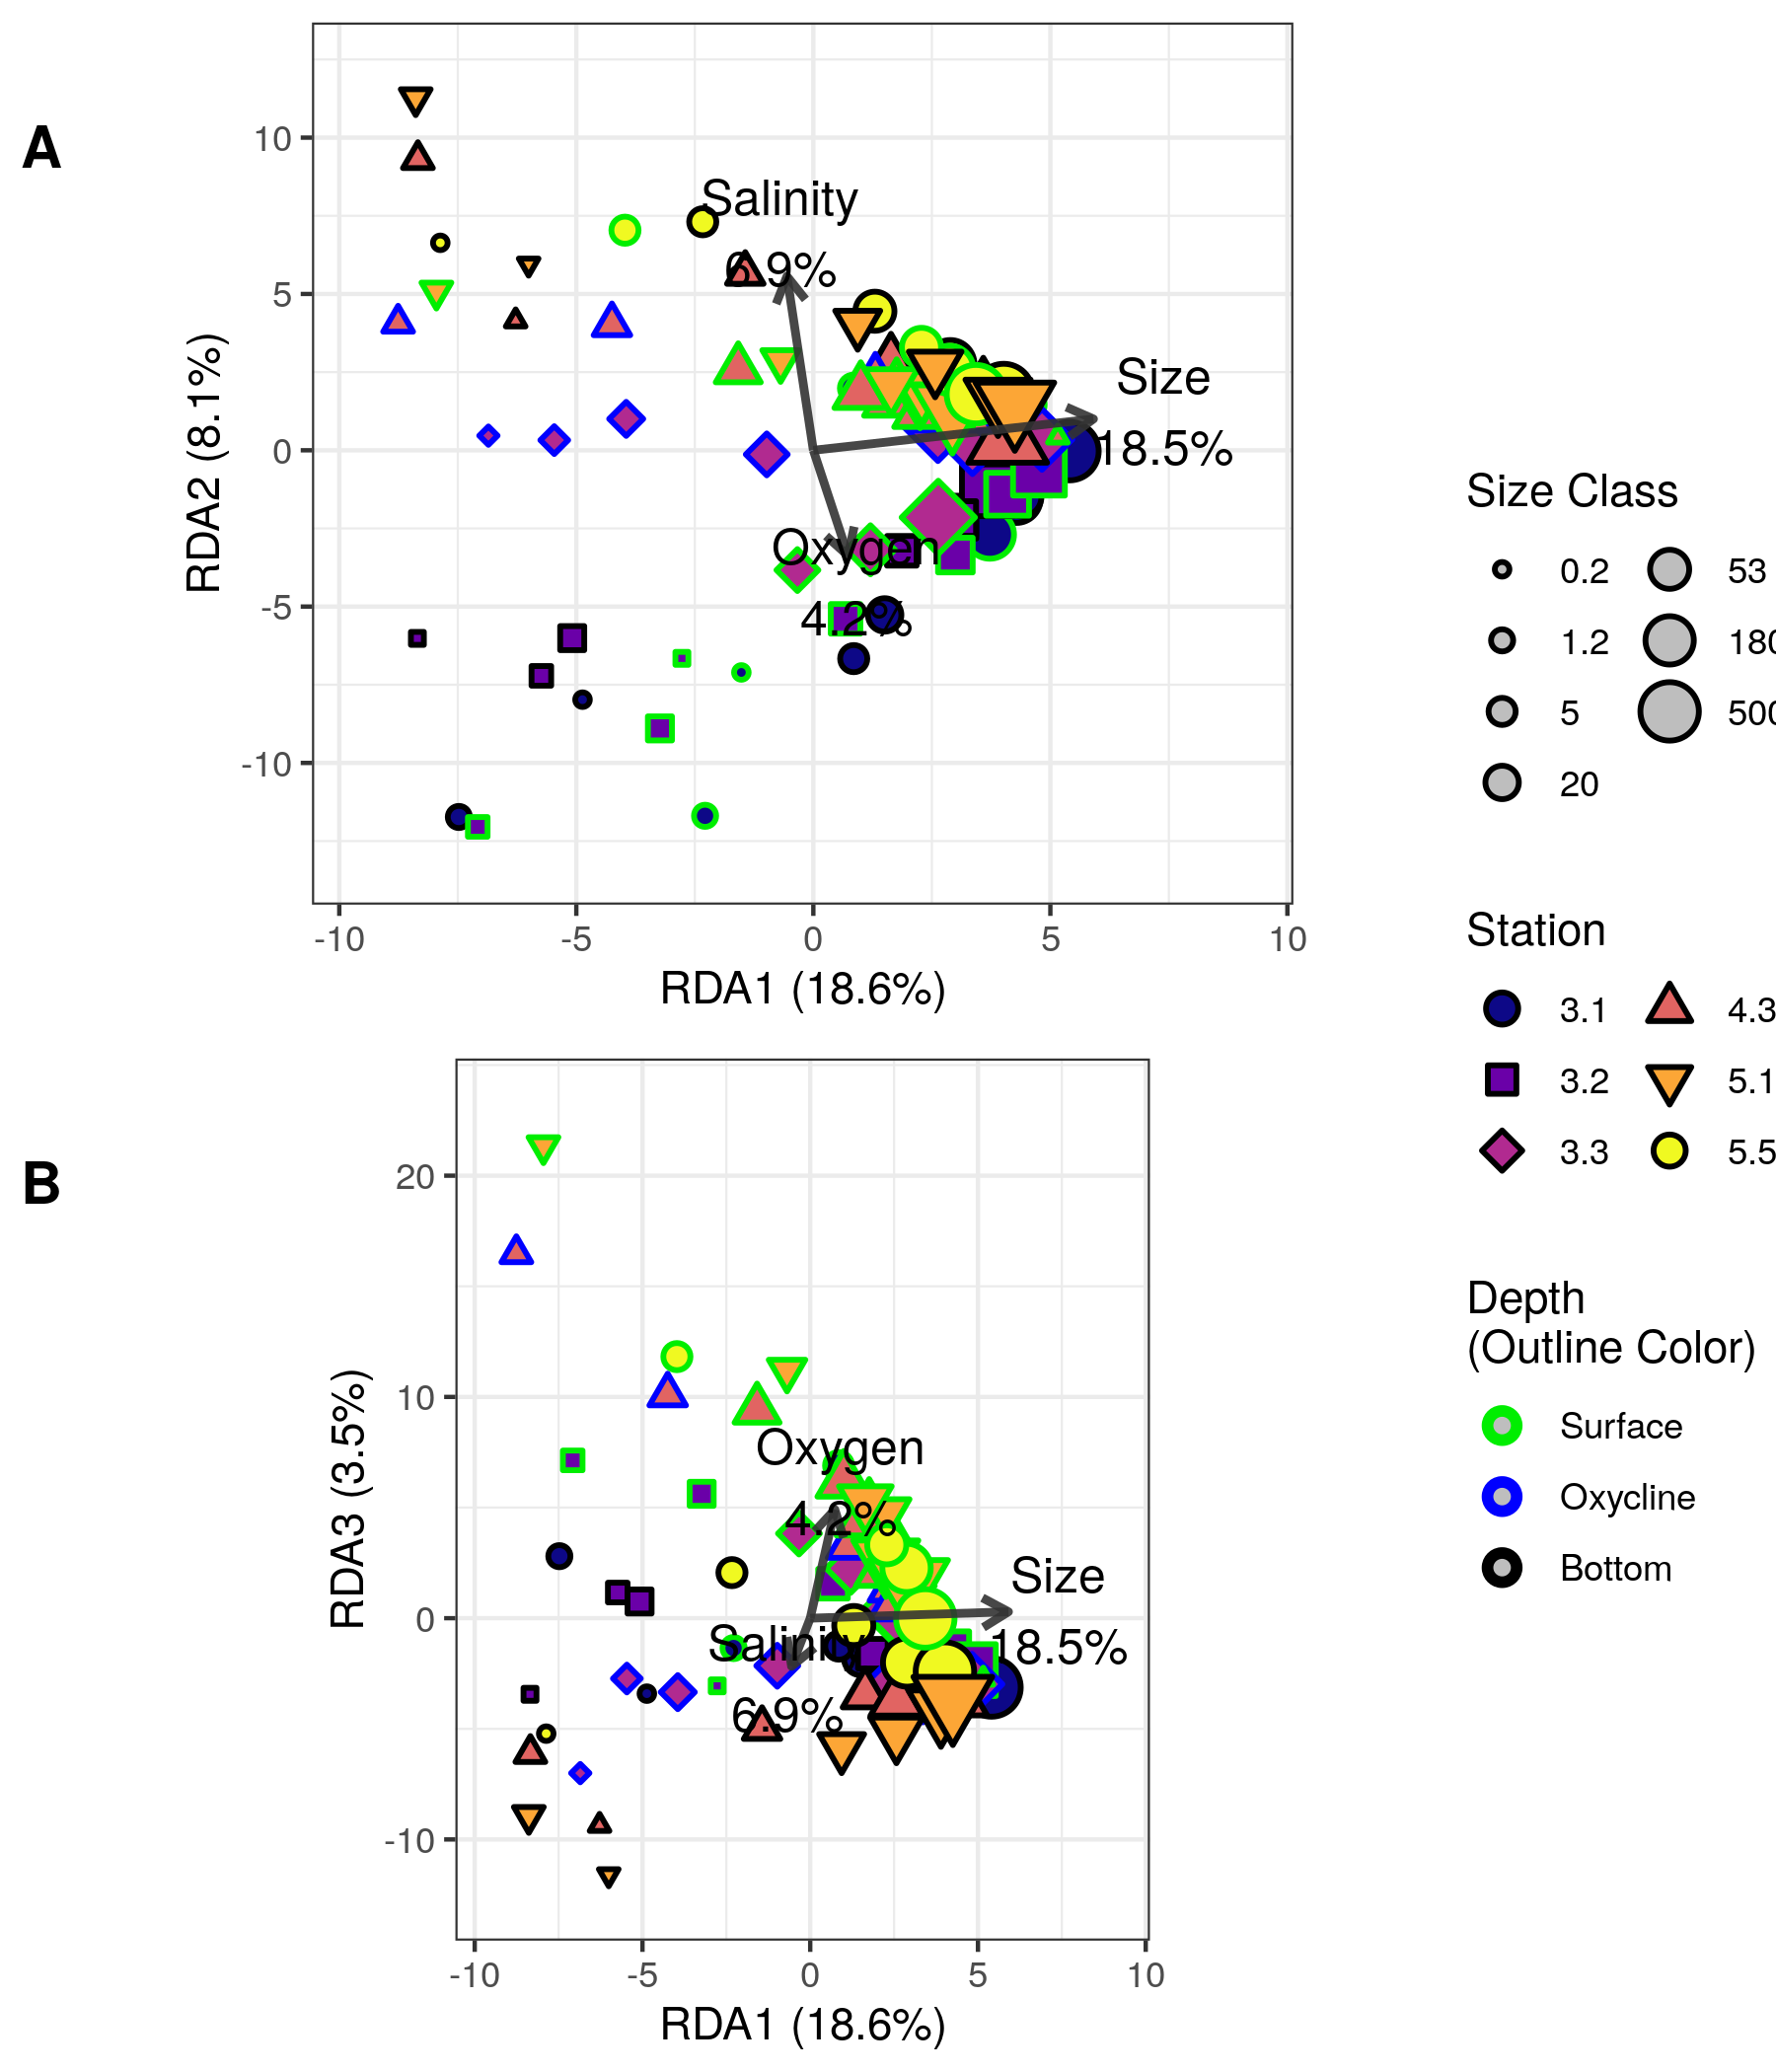 A
Salinity
6.9%
Size
18.5%
Oxygen
4.2%
10
5
0
-5
-10
-10
-5
0
5
10
RDA2 (8.1%)
RDA1 (18.6%)
B
Oxygen
4.2%
Size
18.5%
Salinity
6.9%
20
10
0
-10
-10
-5
0
5
10
RDA3 (3.5%)
RDA1 (18.6%)
Size Class
0.2
53
1.2
180
5
500
20
Station
3.1
4.3
3.2
5.1
3.3
5.5
Depth
(Outline Color)
Surface
Oxycline
Bottom